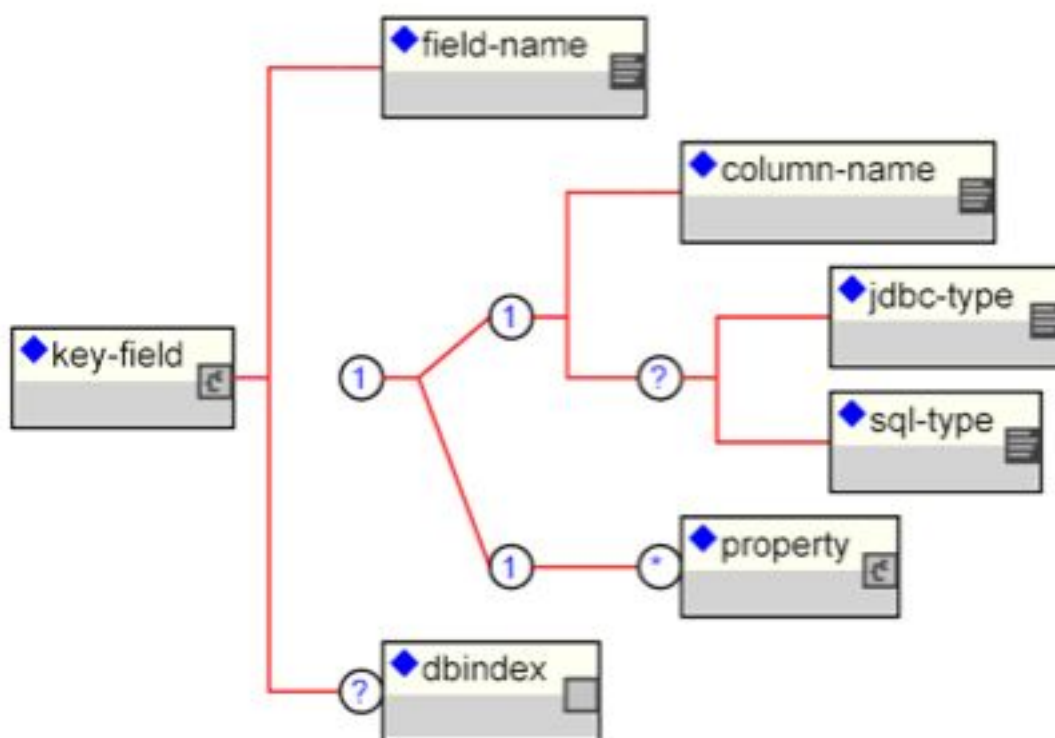 field-name
column-name
1
jdbc-type
key-field
1
?
sql-type
1
*
property
?
dbindex